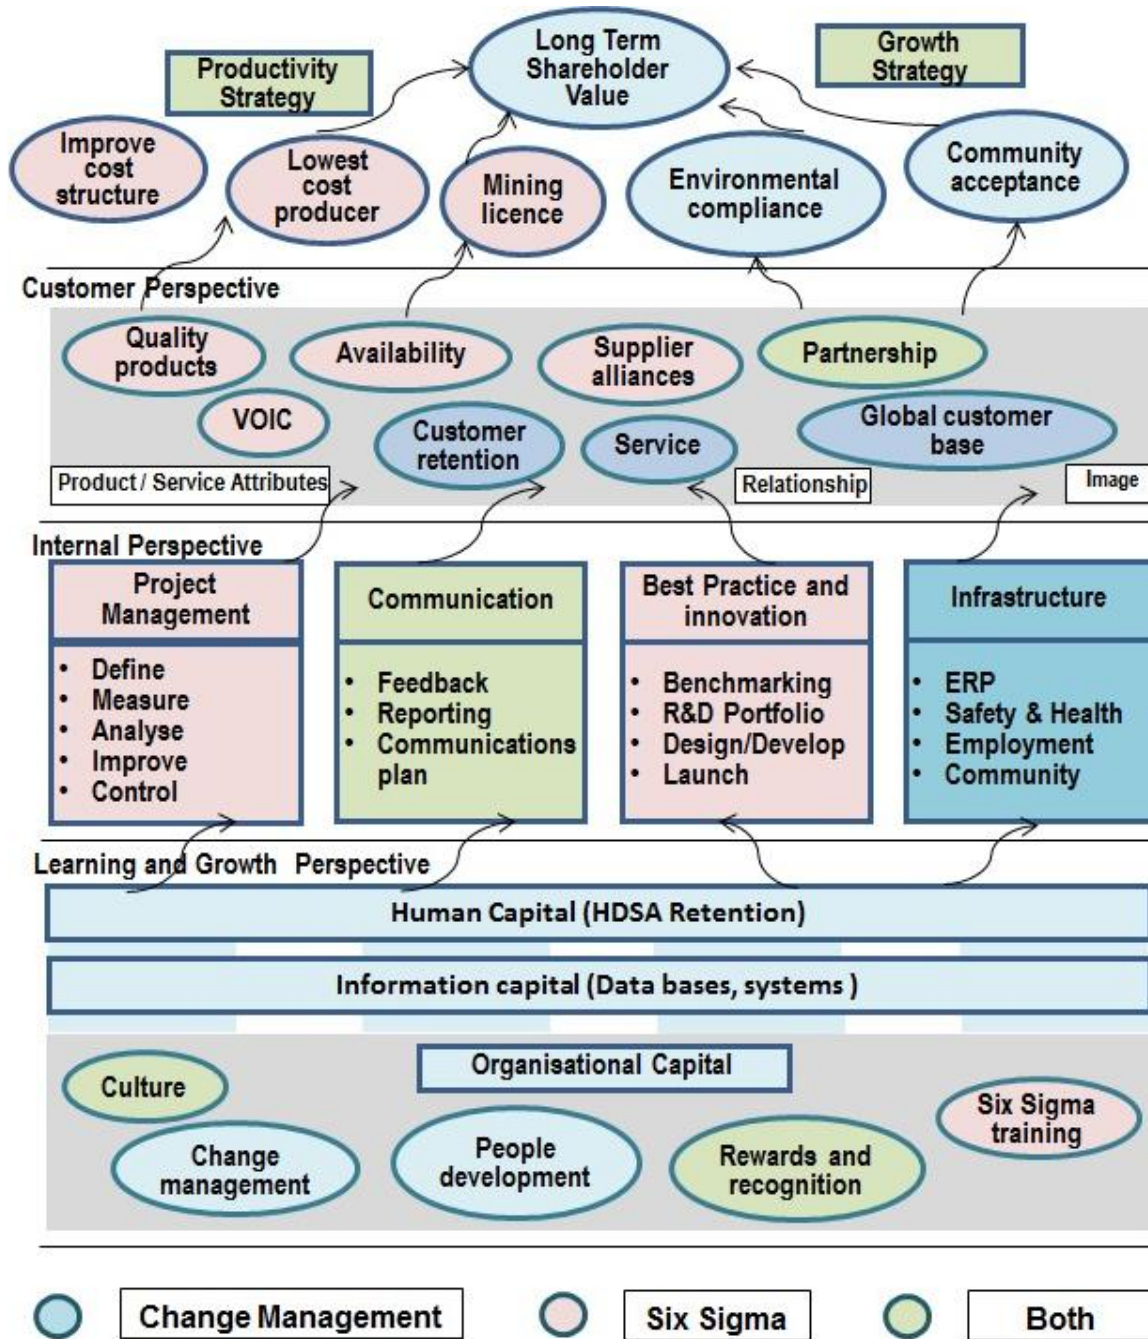 Long Term
Shareholder
Value
Productivity
Strategy
Growth
Strategy
Improve
cost
structure
Lowest
cost
producer
Mining
licence
Environmental
compliance
Community
acceptance
Customer Perspective
Quality
products
Availability
Supplier
alliances
Partnership
VOIC
Customer
retention
Service
Global customer
base
Product / Service Attributes
Relationship
Image
Internal Perspective
Project
Management
• Define
• Measure
• Analyse
• Improve
• Control
Communication
• Feedback
• Reporting
• Communications
plan
Best Practice and
innovation
• Benchmarking
• R&D Portfolio
• Design/Develop
• Launch
Infrastructure
• ERP
• Safety & Health
• Employment
• Community
Learning and Growth Perspective
Human Capital (HDSA Retention)
Information capital (Data bases, systems )
Organisational Capital
Culture
Change
management
People
development
Rewards and
recognition
Six Sigma
training
Change Management
Six Sigma
Both